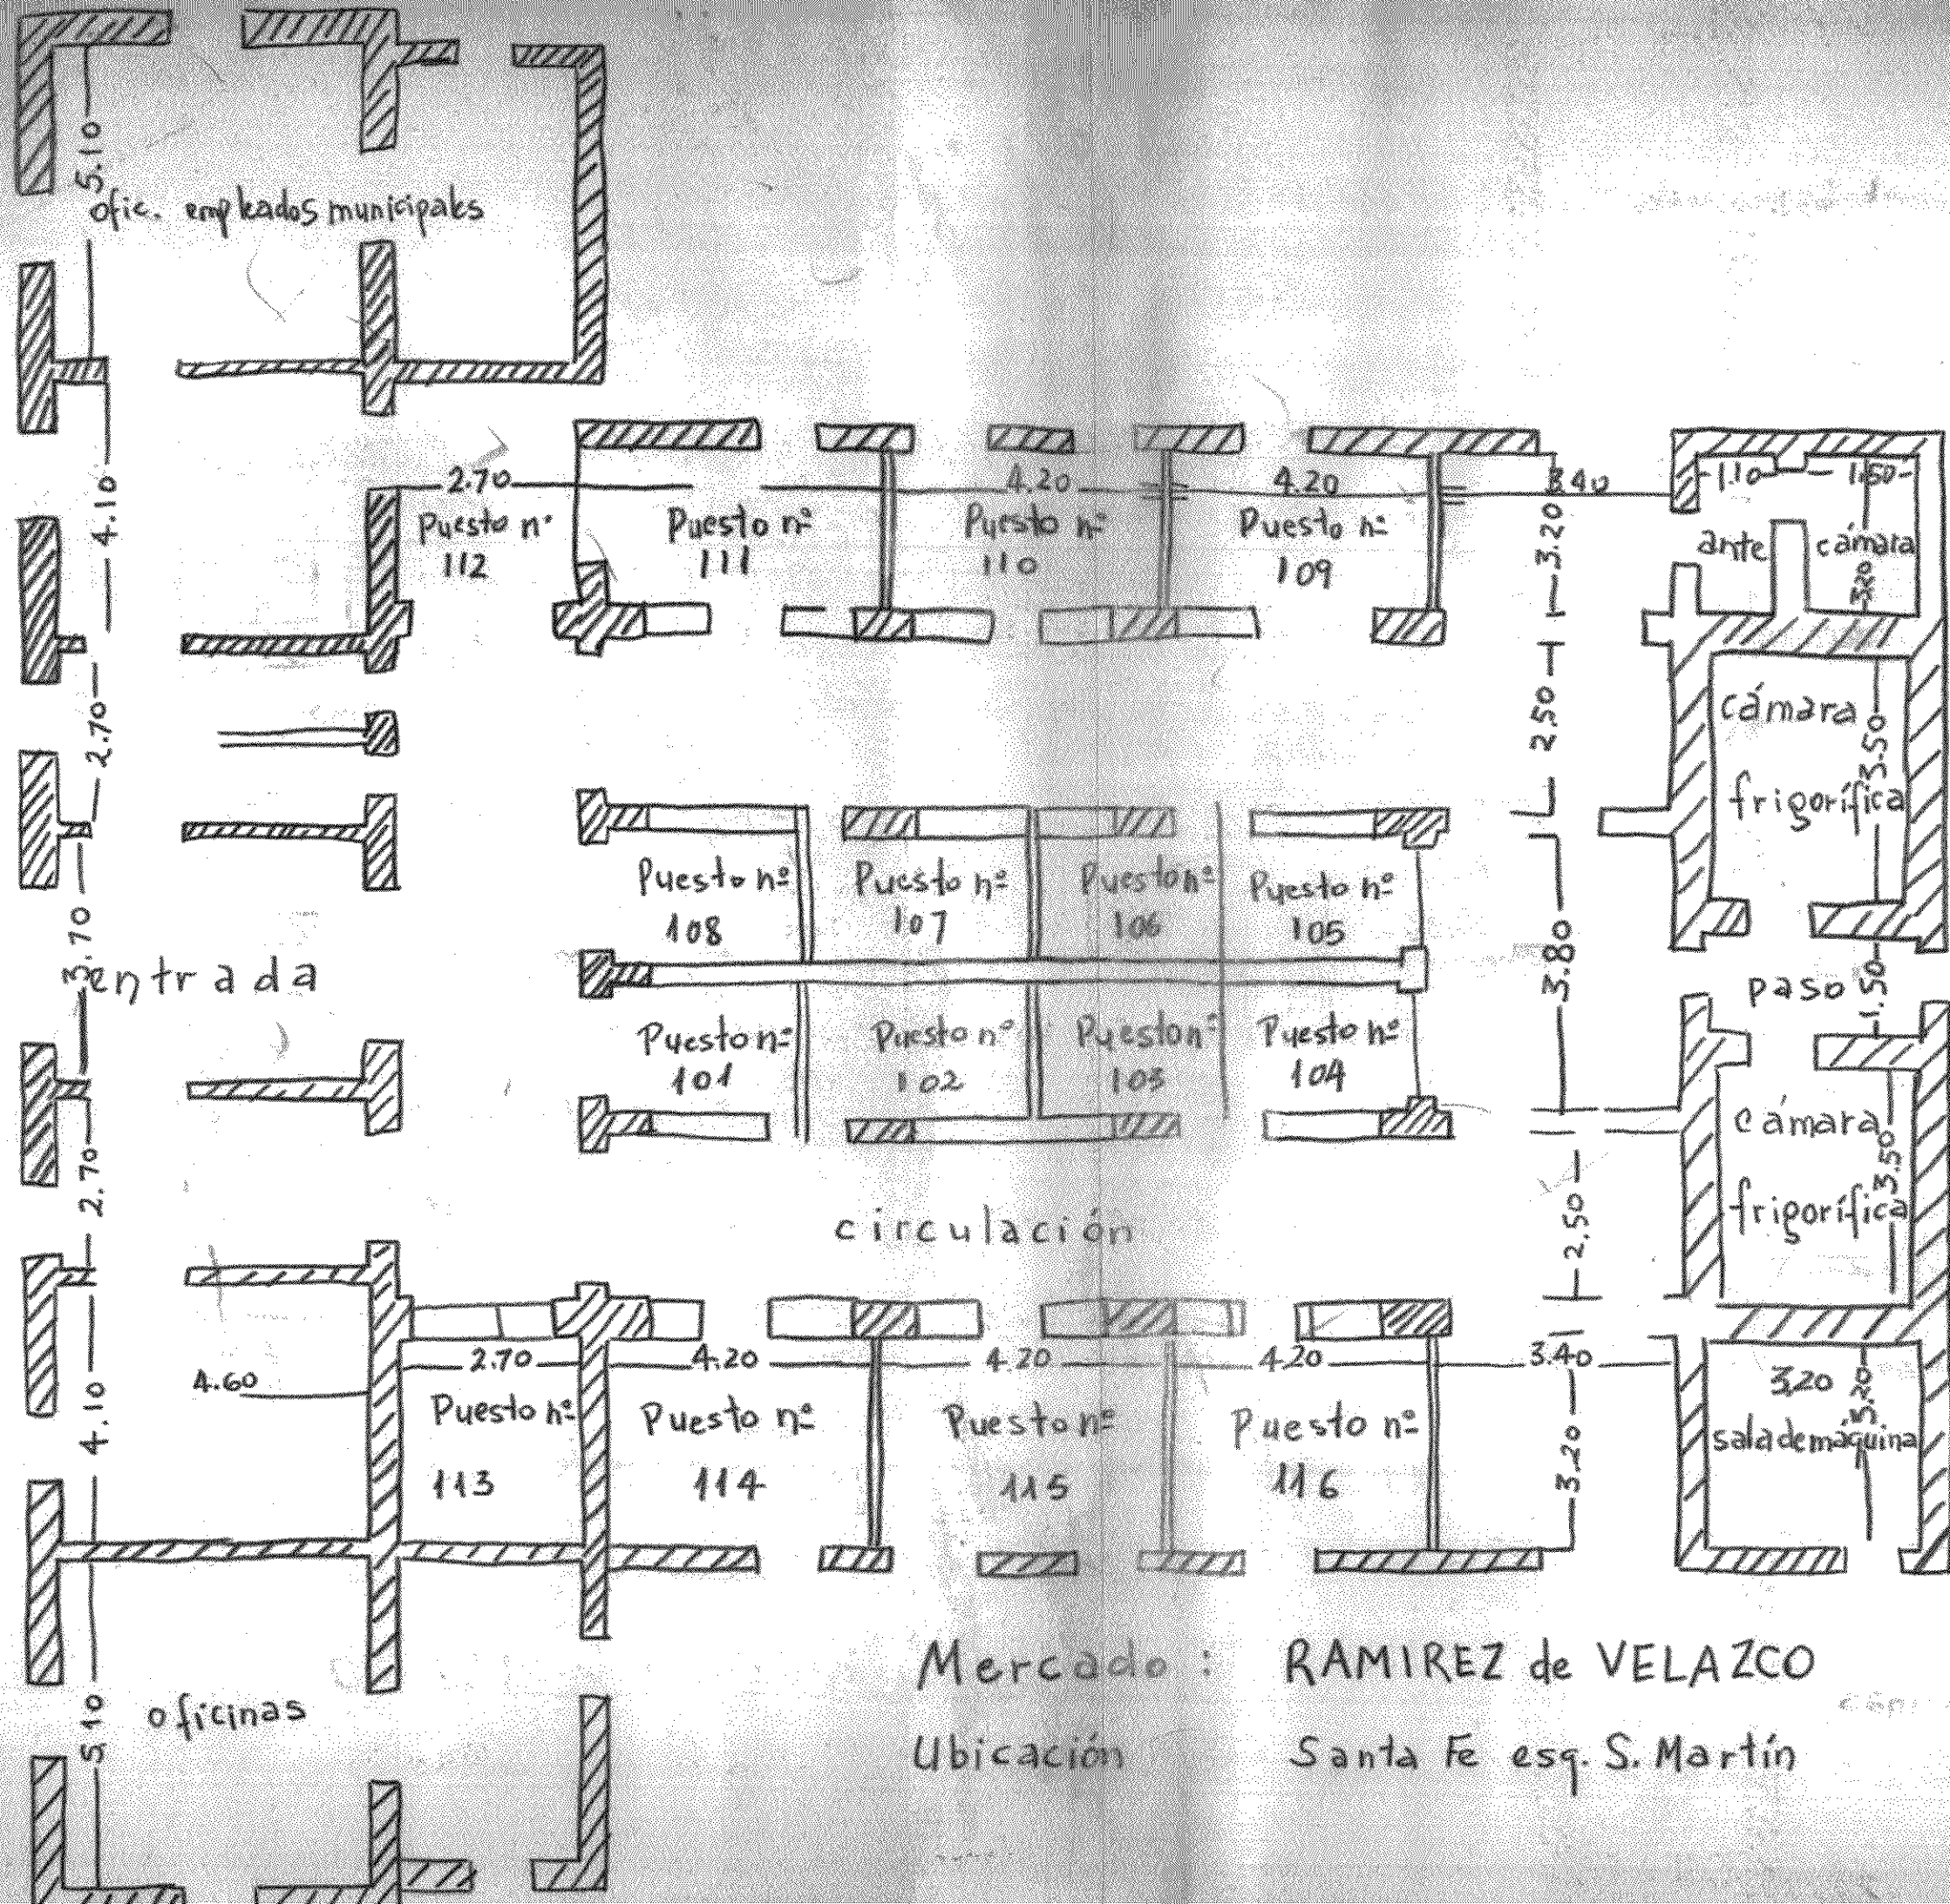 5.10
ofic. empleados municipales
4.10
2.70
4.20
4.20
3.40
1.10
1.50
Puesto nº
112
Puesto nº
111
Puesto nº
110
Puesto nº
109
3.20
ante cámara
3.20
2.70
2.50
cámara
frigorífica
3.50
Puesto nº
108
Puesto nº
107
Puesto nº
106
Puesto nº
105
3.70
entrada
3.80
paso
1.50
Puesto nº
101
Puesto nº
102
Puesto nº
103
Puesto nº
104
cámara
frigorífica
3.50
2.70
circulación
2.50
2.70
4.20
4.20
4.20
3.40
4.60
4.10
3.20
3.20
sala de máquina
Puesto nº
113
Puesto nº
114
Puesto nº
115
Puesto nº
116
3.20
Mercado : RAMIREZ de VELAZCO
oficinas
5.10
Ubicación Santa Fe esq. S. Martín